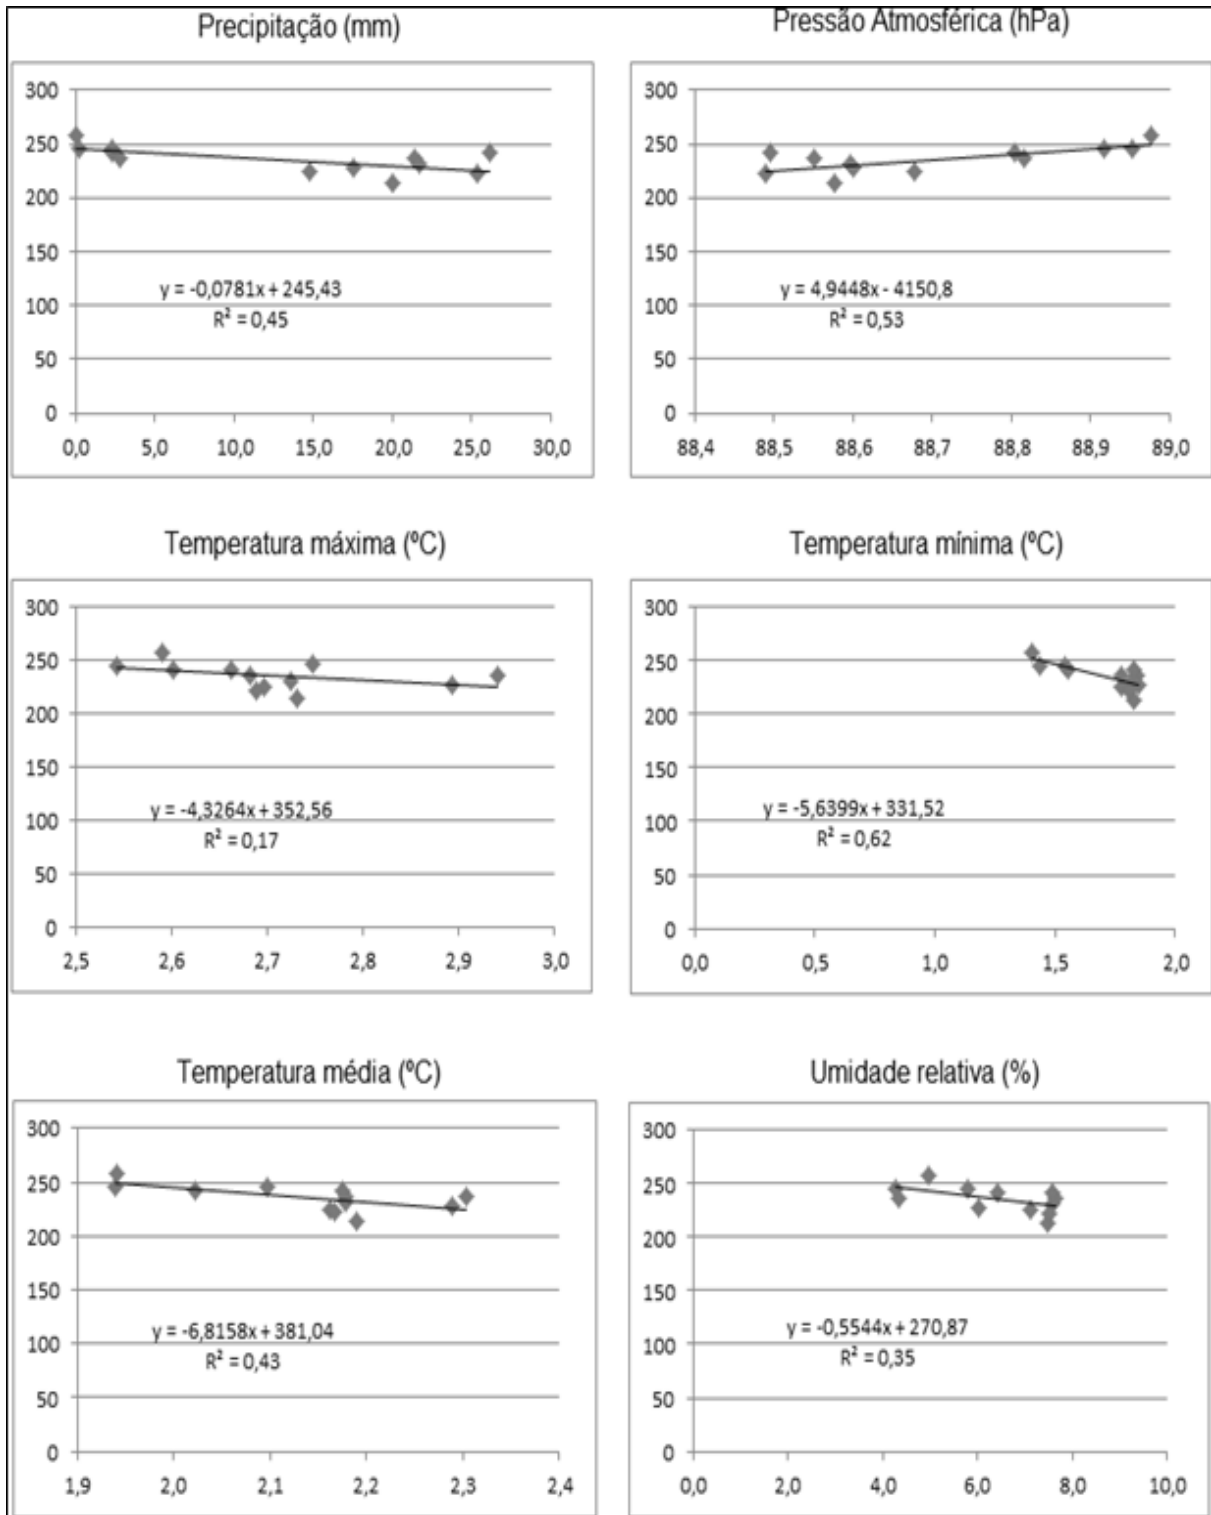 Precipitação (mm)
300
250
200
150
100
50
0
y = -0,0781x + 245,43
R² = 0,45
0,0 5,0 10,0 15,0 20,0 25,0 30,0
Pressão Atmosférica (hPa)
300
250
200
150
100
50
0
y = 4,9448x - 4150,8
R² = 0,53
88,4 88,5 88,6 88,7 88,8 88,9 89,0
Temperatura máxima (ºC)
300
250
200
150
100
50
0
y = -4,3264x + 352,56
R² = 0,17
2,5 2,6 2,7 2,8 2,9 3,0
Temperatura mínima (ºC)
300
250
200
150
100
50
0
y = -5,6399x + 331,52
R² = 0,62
0,0 0,5 1,0 1,5 2,0
Temperatura média (ºC)
300
250
200
150
100
50
0
y = -6,8158x + 381,04
R² = 0,43
1,9 2,0 2,1 2,2 2,3 2,4
Umidade relativa (%)
300
250
200
150
100
50
0
y = -0,5544x + 270,87
R² = 0,35
0,0 2,0 4,0 6,0 8,0 10,0